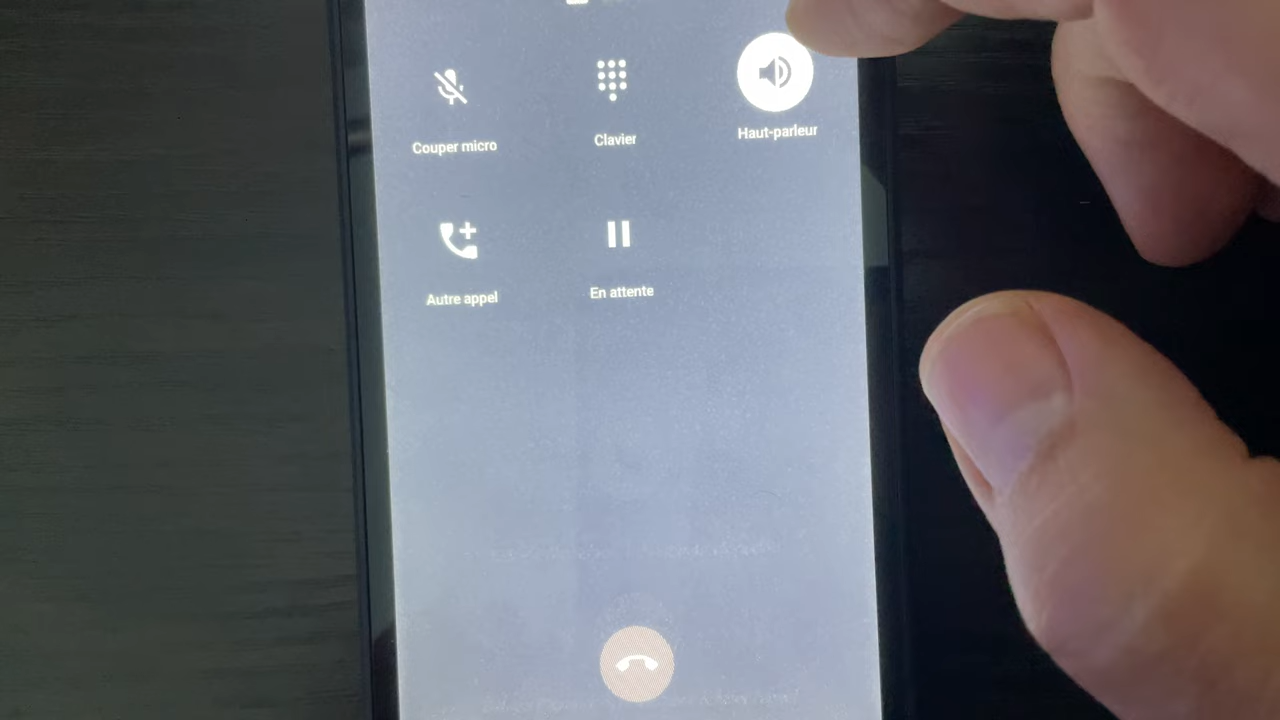 Couper micro
Clavier
Haut-parleur
Autre appel
En attente